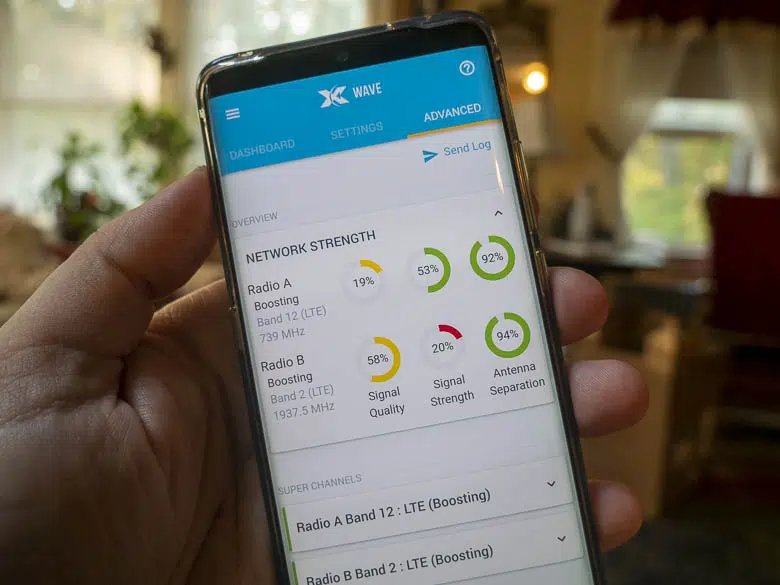 WAVE
DASHBOARD SETTINGS ADVANCED
Send Log
OVERVIEW
NETWORK STRENGTH
Radio A
Boosting
Band 12 (LTE)
739 MHz
19% 53% 92%
Radio B
Boosting
Band 2 (LTE)
1937.5 MHz
58% 20% 94%
Signal Quality
Signal Strength
Antenna Separation
SUPER CHANNELS
Radio A Band 12 : LTE (Boosting)
Radio B Band 2 : LTE (Boosting)